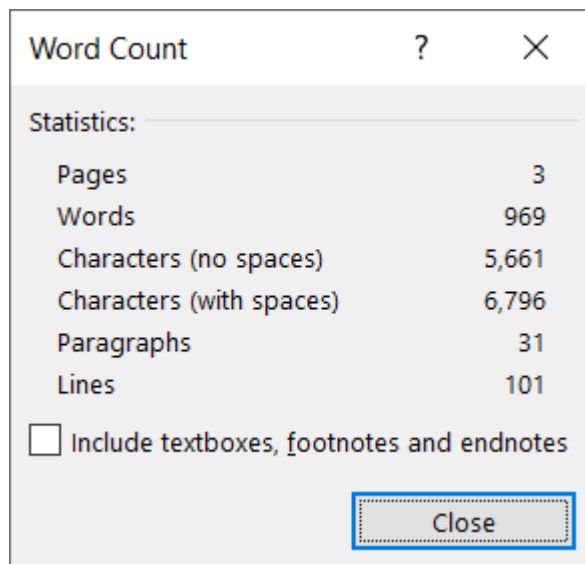 Word Count ?
Statistics:
Pages 3
Words 969
Characters (no spaces) 5,661
Characters (with spaces) 6,796
Paragraphs 31
Lines 101
Include textboxes, footnotes and endnotes
Close